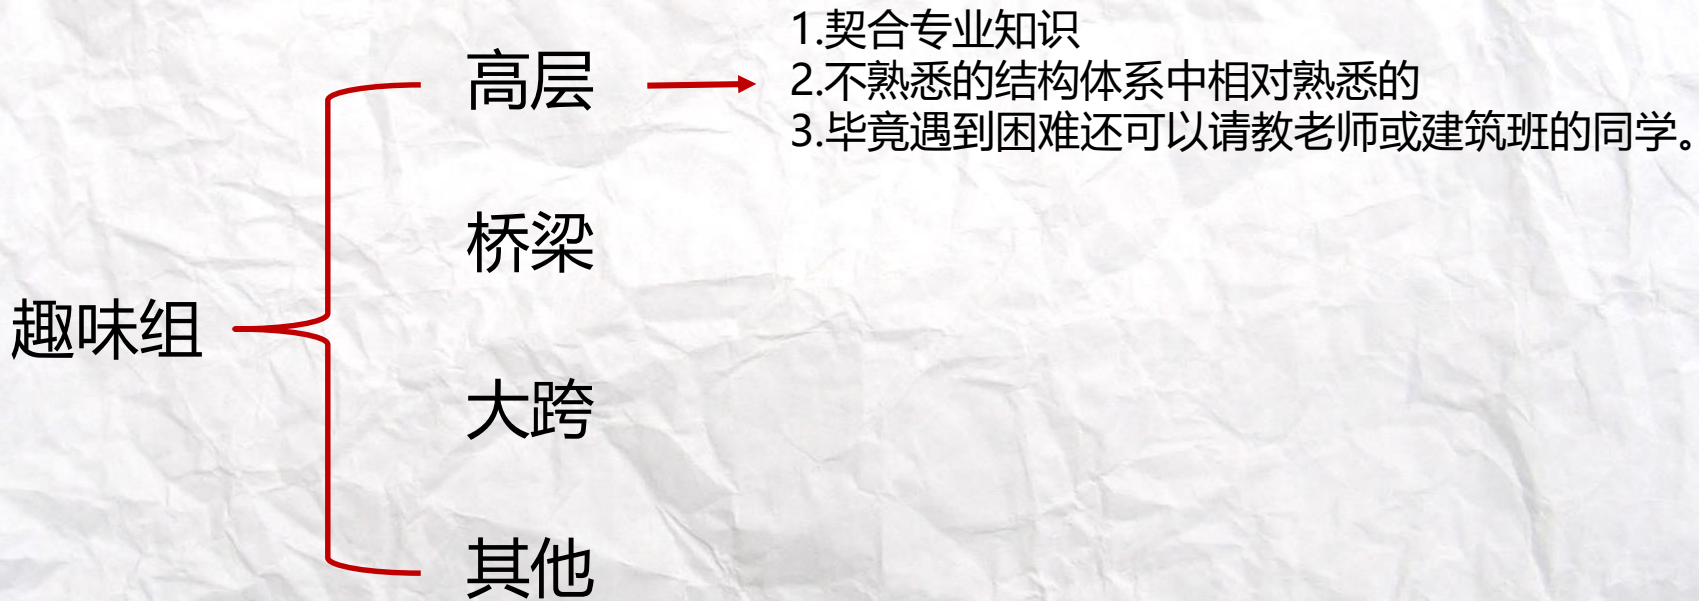 高层
1.契合专业知识
2.不熟悉的结构体系中相对熟悉的
3.毕竟遇到困难还可以请教老师或建筑班的同学。
桥梁
趣味组
大跨
其他